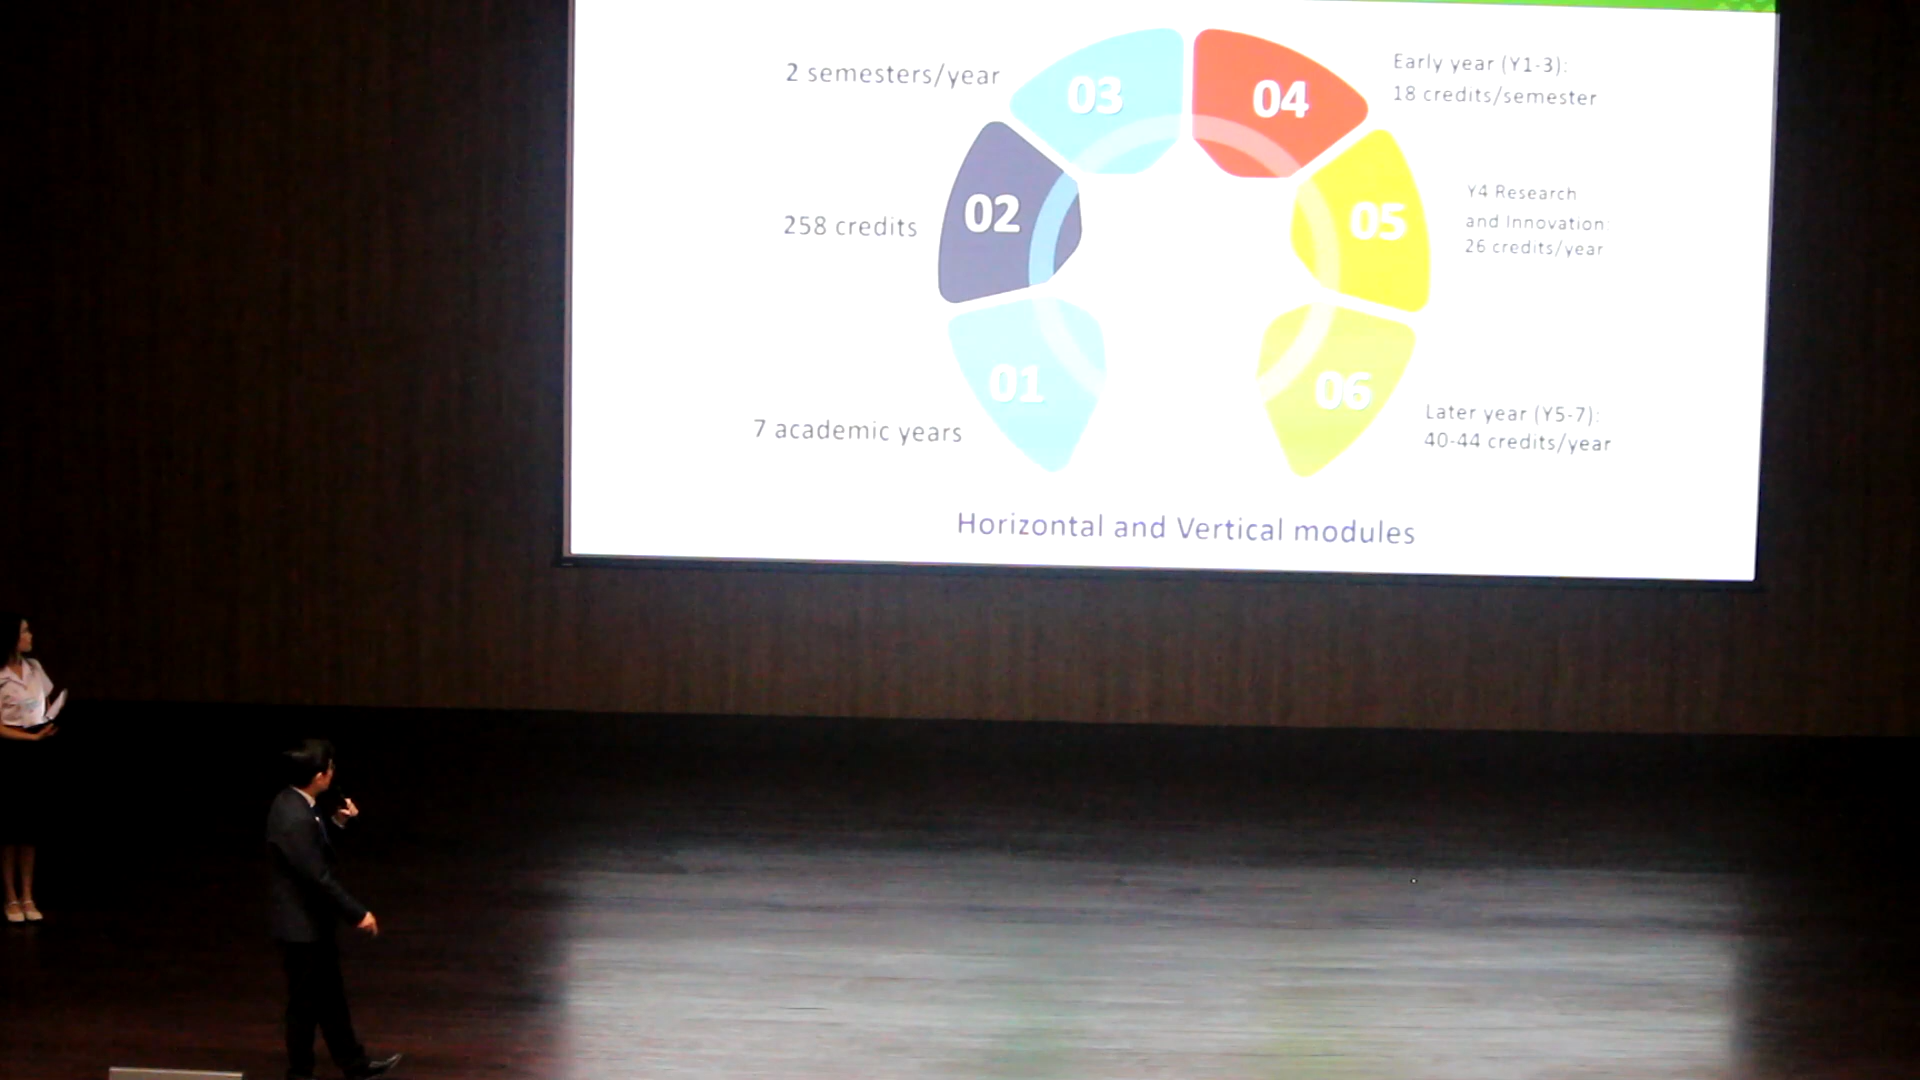 2 semesters/year
03
04
Early year (Y1-3):
18 credits/semester
258 credits
02
05
Y4 Research
and Innovation:
26 credits/year
7 academic years
01
06
Later year (Y5-7):
40-44 credits/year
Horizontal and Vertical modules